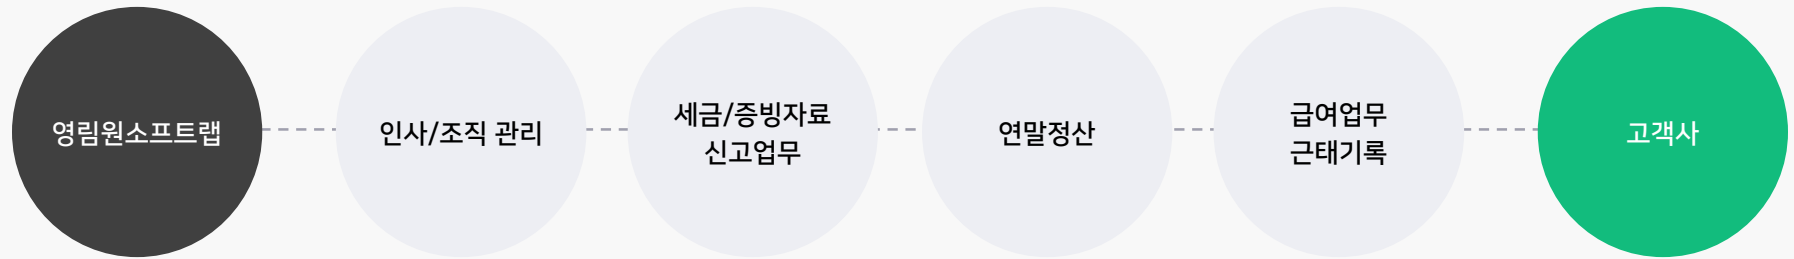 영림원소프트랩
인사/조직 관리
세금/증빙자료
신고업무
연말정산
급여업무
근태기록
고객사